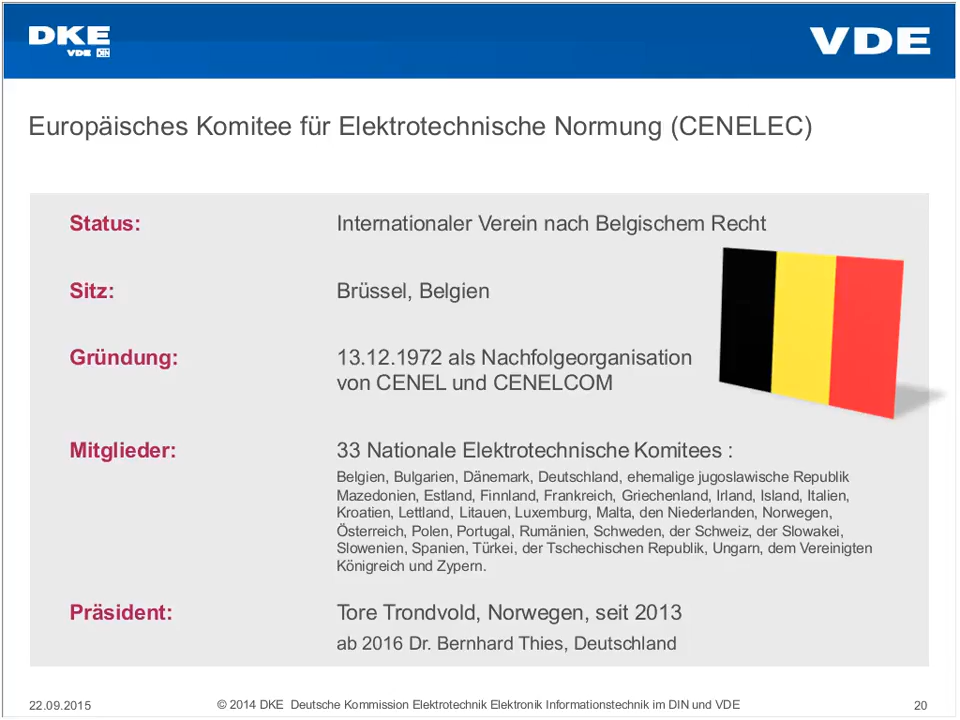 DKE
VDE DIN
VDE
Europäisches Komitee für Elektrotechnische Normung (CENELEC)
Status: Internationaler Verein nach Belgischem Recht
Sitz: Brüssel, Belgien
Gründung: 13.12.1972 als Nachfolgeorganisation
von CENEL und CENELCOM
Mitglieder: 33 Nationale Elektrotechnische Komitees :
Belgien, Bulgarien, Dänemark, Deutschland, ehemalige jugoslawische Republik
Mazedonien, Estland, Finnland, Frankreich, Griechenland, Irland, Island, Italien,
Kroatien, Lettland, Litauen, Luxemburg, Malta, den Niederlanden, Norwegen,
Österreich, Polen, Portugal, Rumänien, Schweden, der Schweiz, der Slowakei,
Slowenien, Spanien, Türkei, der Tschechischen Republik, Ungarn, dem Vereinigten
Königreich und Zypern.
Präsident: Tore Trondvold, Norwegen, seit 2013
ab 2016 Dr. Bernhard Thies, Deutschland
22.09.2015 © 2014 DKE Deutsche Kommission Elektrotechnik Elektronik Informationstechnik im DIN und VDE 20